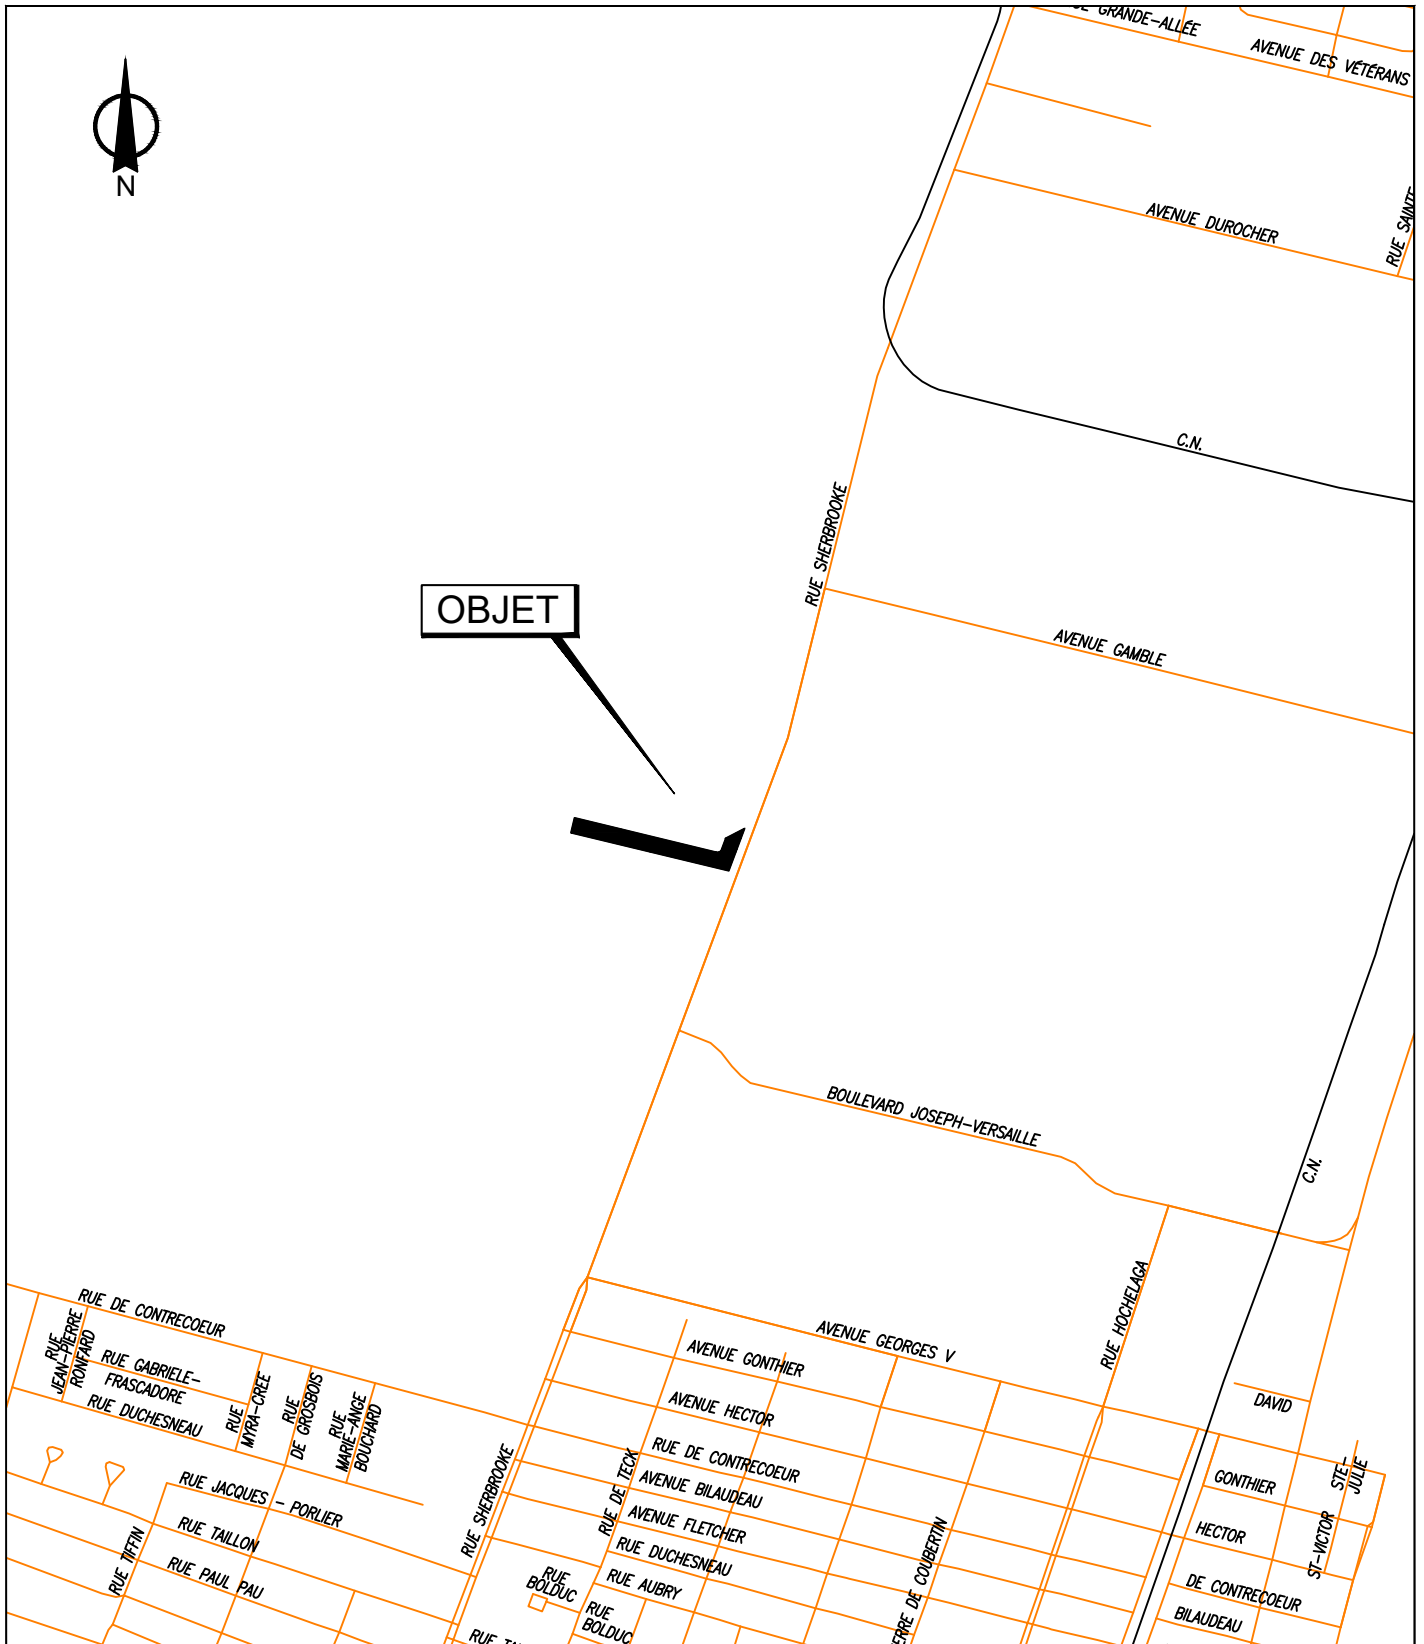 GRANDE-ALLÉE
AVENUE DES VÉTÉRANS
N
AVENUE DUROCHER
RUE SAINTE
C.N.
RUE SHERBROOKE
OBJET
AVENUE GAMBLE
BOULEVARD JOSEPH-VERSAILLE
C.N.
RUE HOCHELAGA
RUE DE CONTRECOEUR
RUE
JEAN-PIERRE
RONFARD
RUE GABRIELE-
FRASCADORE
RUE DUCHESNEAU
RUE
MYRA-CREE
RUE
DE GROSBOIS
RUE
MARIE-ANGE
BOUCHARD
AVENUE GEORGES V
AVENUE GONTHIER
AVENUE HECTOR
RUE DE CONTRECOEUR
AVENUE BILAUDEAU
AVENUE FLETCHER
RUE DUCHESNEAU
RUE AUBRY
RUE DE TECK
RUE SHERBROOKE
RUE JACQUES - PORLIER
RUE TAILLON
RUE PAUL PAU
RUE TIFFIN
RUE
BOLDUC
RUE
BOLDUC
RUE
DE COUBERTIN
DAVID
GONTHIER
STE-
JULIE
HECTOR
ST-VICTOR
DE CONTRECOEUR
BILAUDEAU